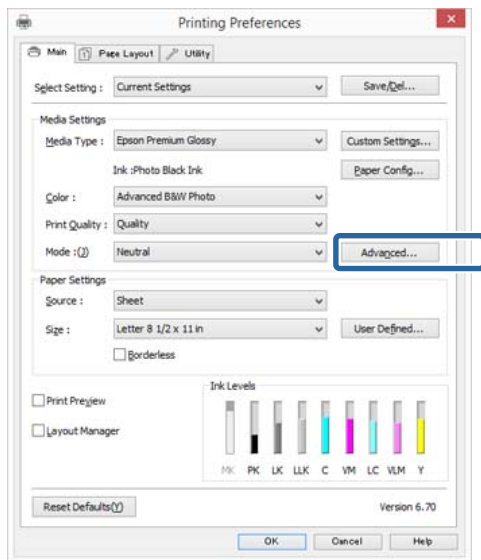 Printing Preferences
Main Page Layout Utility
Select Setting : Current Settings Save/Del...
Media Settings
Media Type : Epson Premium Glossy Custom Settings...
Ink :Photo Black Ink Paper Config...
Color : Advanced B&W Photo
Print Quality : Quality
Mode :(J) Neutral Advanced...
Paper Settings
Source : Sheet
Size : Letter 8 1/2 x 11 in User Defined...
Borderless
Ink Levels
Print Preview
Layout Manager
MK PK LK LLK C VM LC VLM Y
Reset Defaults(Y) Version 6.70
OK Cancel Help